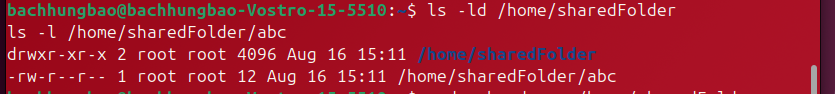 bachhungbao@bachhungbao-Vostro-15-5510:~$ ls -ld /home/sharedFolder
ls -l /home/sharedFolder/abc
drwxr-xr-x 2 root root 4096 Aug 16 15:11 /home/sharedFolder
-rw-r--r-- 1 root root 12 Aug 16 15:11 /home/sharedFolder/abc